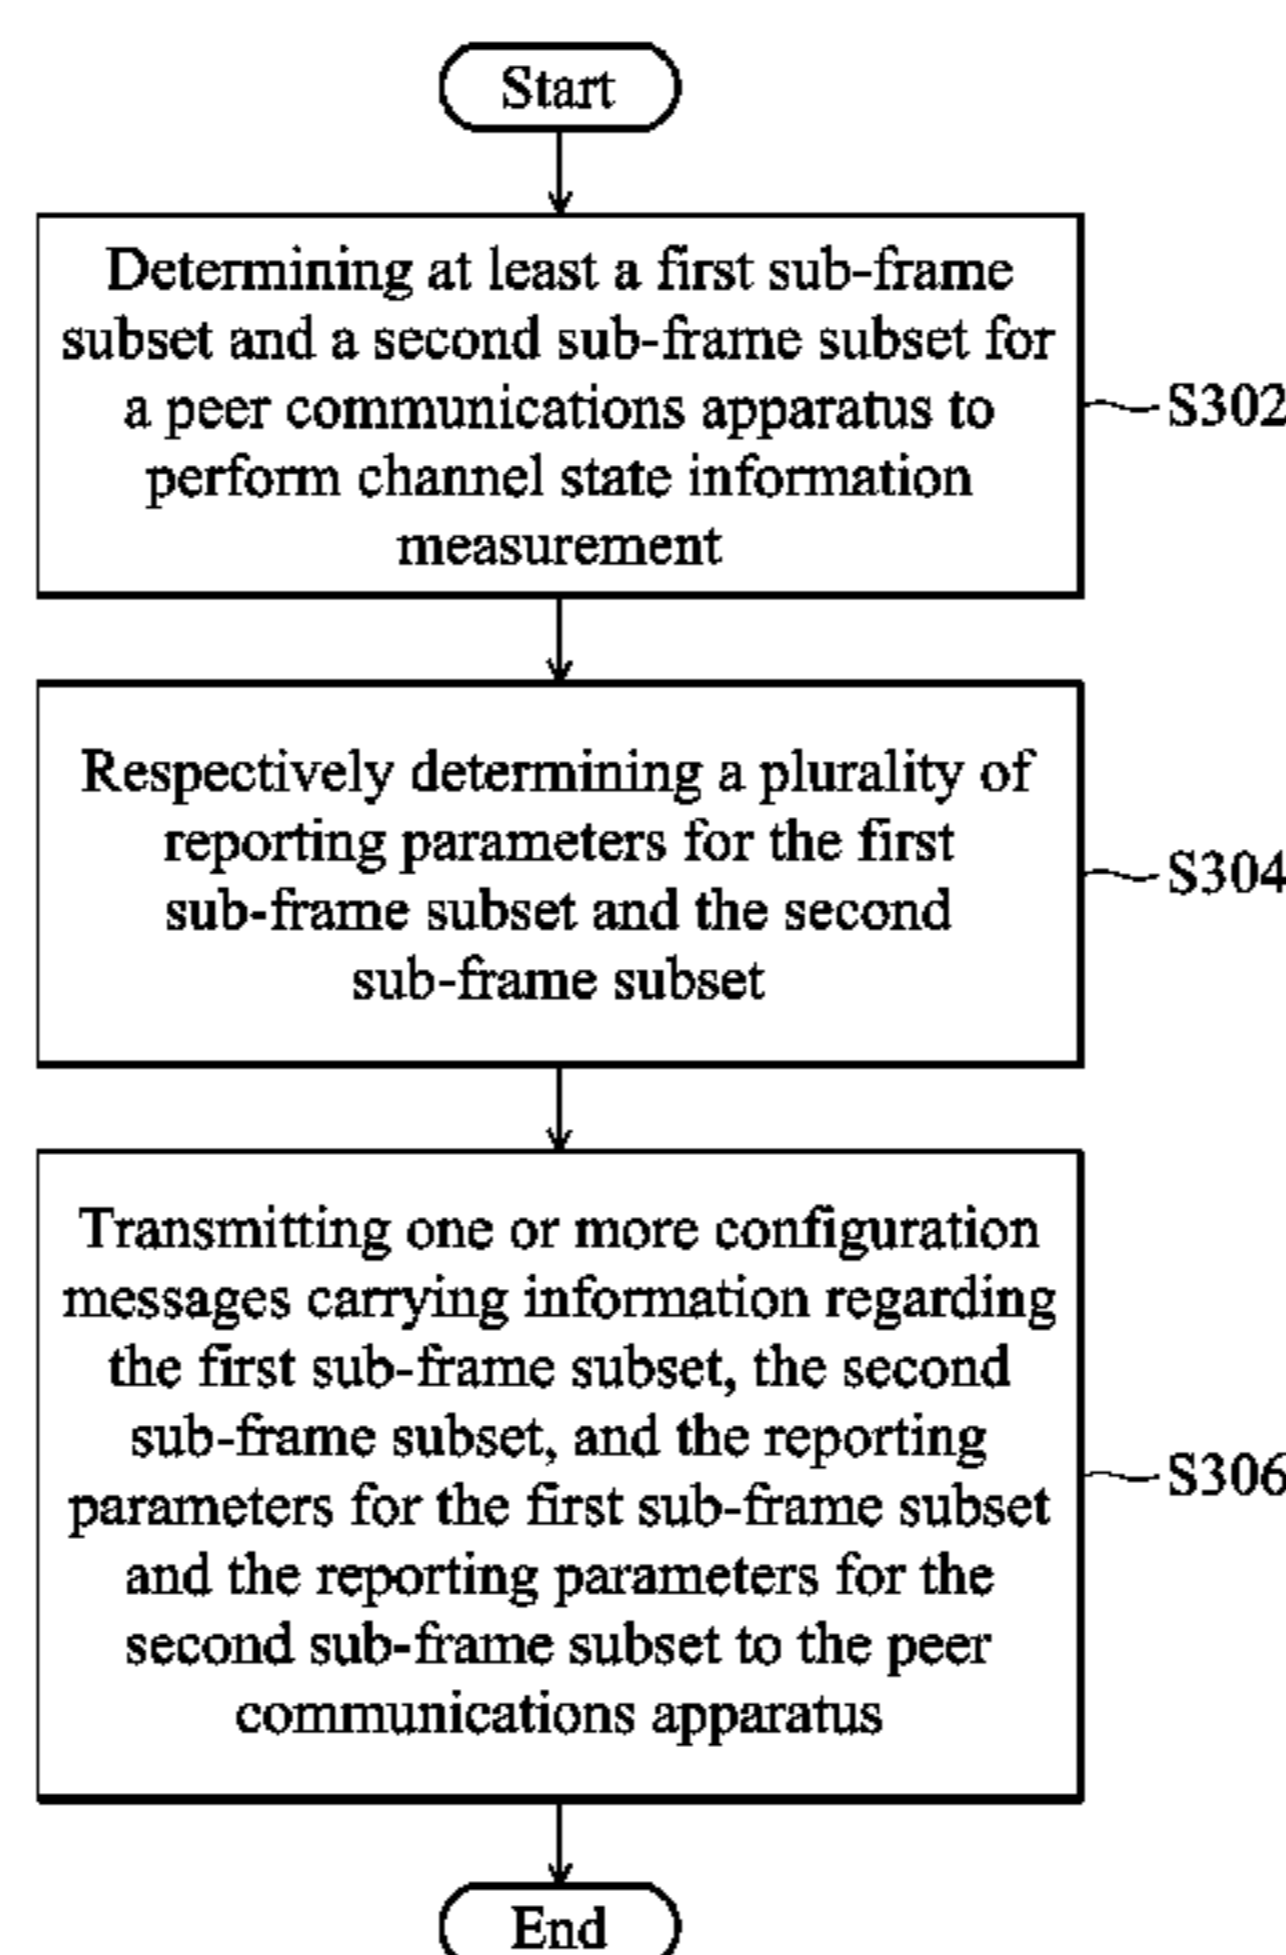 Start
Determining at least a first sub-frame
subset and a second sub-frame subset for
a peer communications apparatus to
perform channel state information
measurement
S302
Respectively determining a plurality of
reporting parameters for the first
sub-frame subset and the second
sub-frame subset
S304
Transmitting one or more configuration
messages carrying information regarding
the first sub-frame subset, the second
sub-frame subset, and the reporting
parameters for the first sub-frame subset
and the reporting parameters for the
second sub-frame subset to the peer
communications apparatus
S306
End